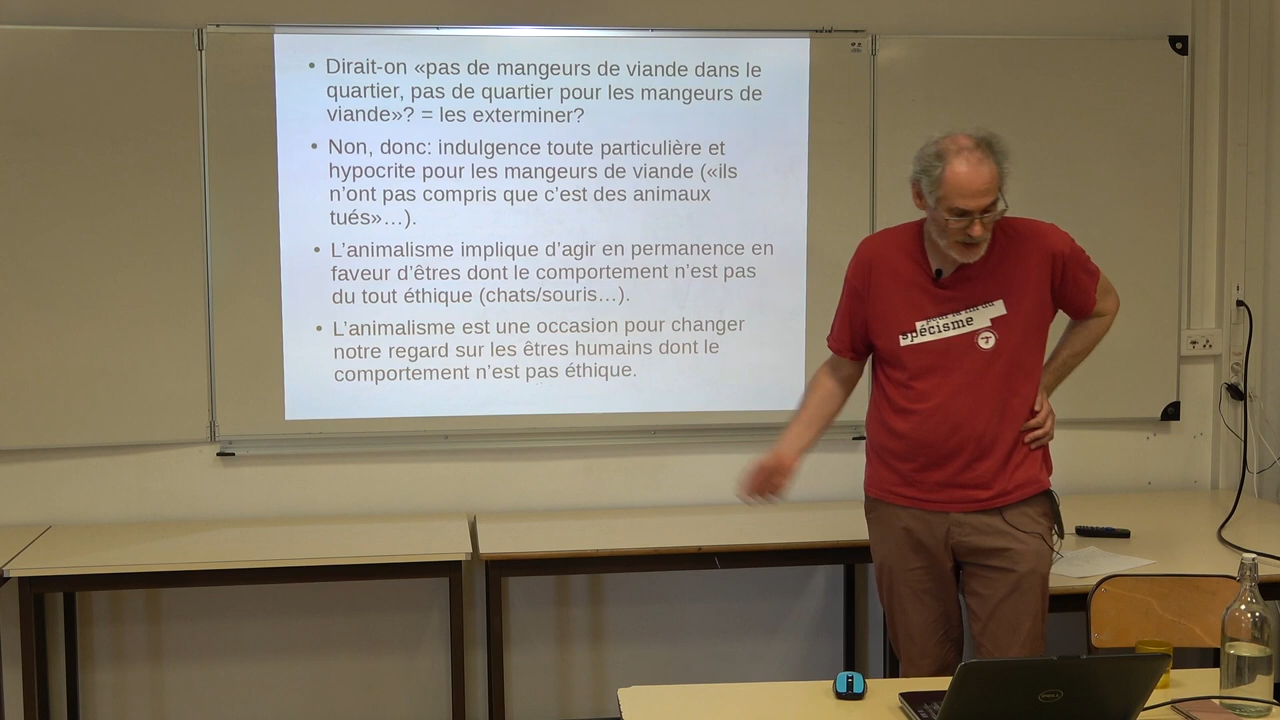 • Dirait-on «pas de mangeurs de viande dans le
quartier, pas de quartier pour les mangeurs de
viande»? = les exterminer?
• Non, donc: indulgence toute particulière et
hypocrite pour les mangeurs de viande («ils
n’ont pas compris que c’est des animaux
tués»…).
• L’animalisme implique d’agir en permanence en
faveur d’êtres dont le comportement n’est pas
du tout éthique (chats/souris…).
• L’animalisme est une occasion pour changer
notre regard sur les êtres humains dont le
comportement n’est pas éthique.
pour la fin du
spécisme
DELL